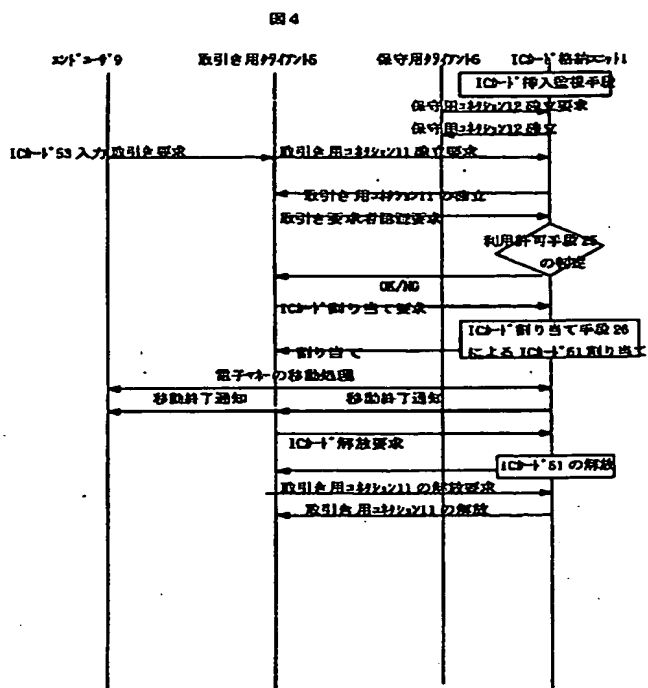 図4
エンドユーザ9
取引き用クライアント5
保守用クライアント6
ICカード格納ユニット1
ICカード挿入監視手段
保守用コネクション12確立要求
保守用コネクション12確立
ICカード53入力 取引き要求
取引き用コネクション11確立要求
取引き用コネクション11の確立
取引き要求者認証要求
利用許可手段25
の判定
OK/NG
ICカード割り当て要求
ICカード割り当て手段26
によるICカード51割り当て
割り当て
電子マネーの移動処理
移動終了通知
移動終了通知
ICカード解放要求
ICカード51の解放
取引き用コネクション11の解放要求
取引き用コネクション11の解放